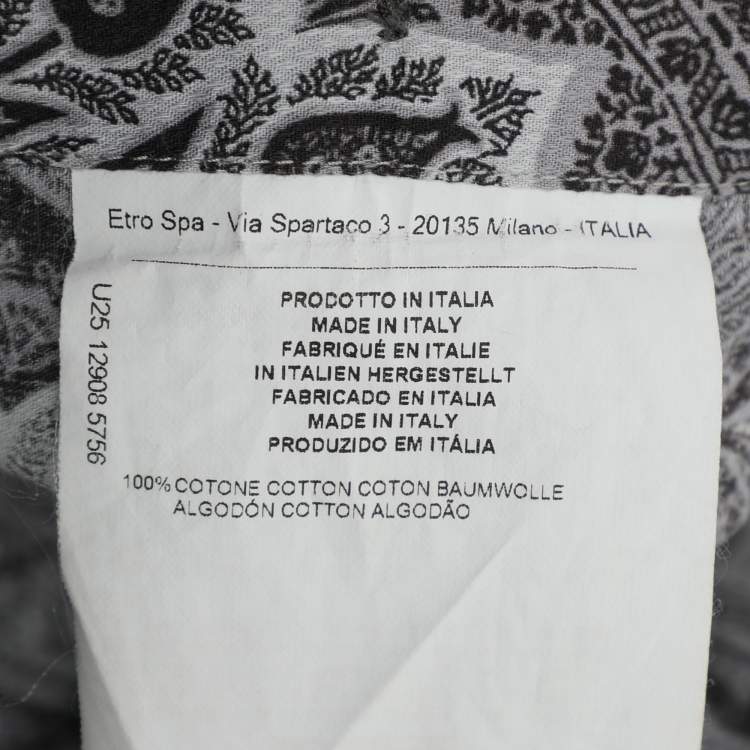 Etro Spa - Via Spartaco 3 - 20135 Milano - ITALIA
U25 12908 5756
PRODOTTO IN ITALIA
MADE IN ITALY
FABRIQUÉ EN ITALIE
IN ITALIEN HERGESTELLT
FABRICADO EN ITALIA
MADE IN ITALY
PRODUZIDO EM ITÁLIA
100% COTONE COTTON COTON BAUMWOLLE
ALGODÓN COTTON ALGODÃO